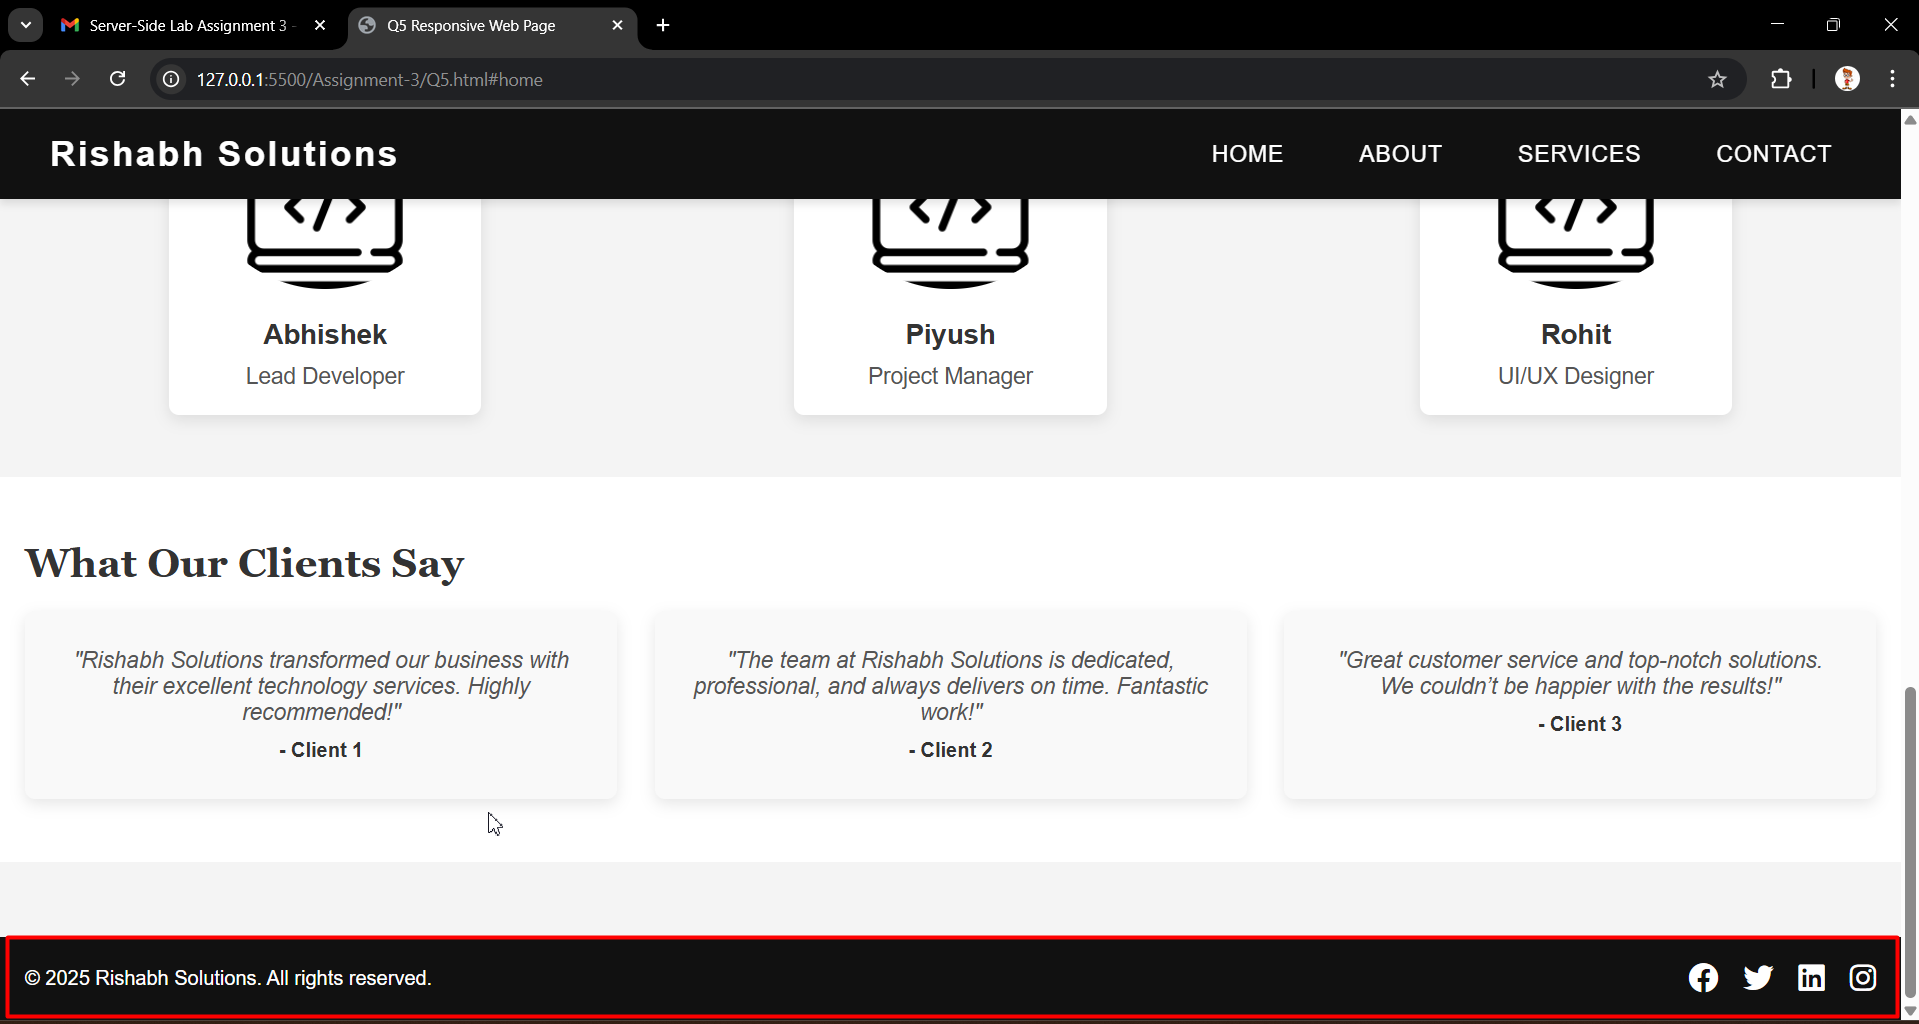 Server-Side Lab Assignment 3 -
Q5 Responsive Web Page
127.0.0.1:5500/Assignment-3/Q5.html#home
Rishabh Solutions
HOME ABOUT SERVICES CONTACT
</> </> </>
Abhishek Piyush Rohit
Lead Developer Project Manager UI/UX Designer
What Our Clients Say
"Rishabh Solutions transformed our business with
their excellent technology services. Highly
recommended!"
- Client 1
"The team at Rishabh Solutions is dedicated,
professional, and always delivers on time. Fantastic
work!"
- Client 2
"Great customer service and top-notch solutions.
We couldn’t be happier with the results!"
- Client 3
© 2025 Rishabh Solutions. All rights reserved.